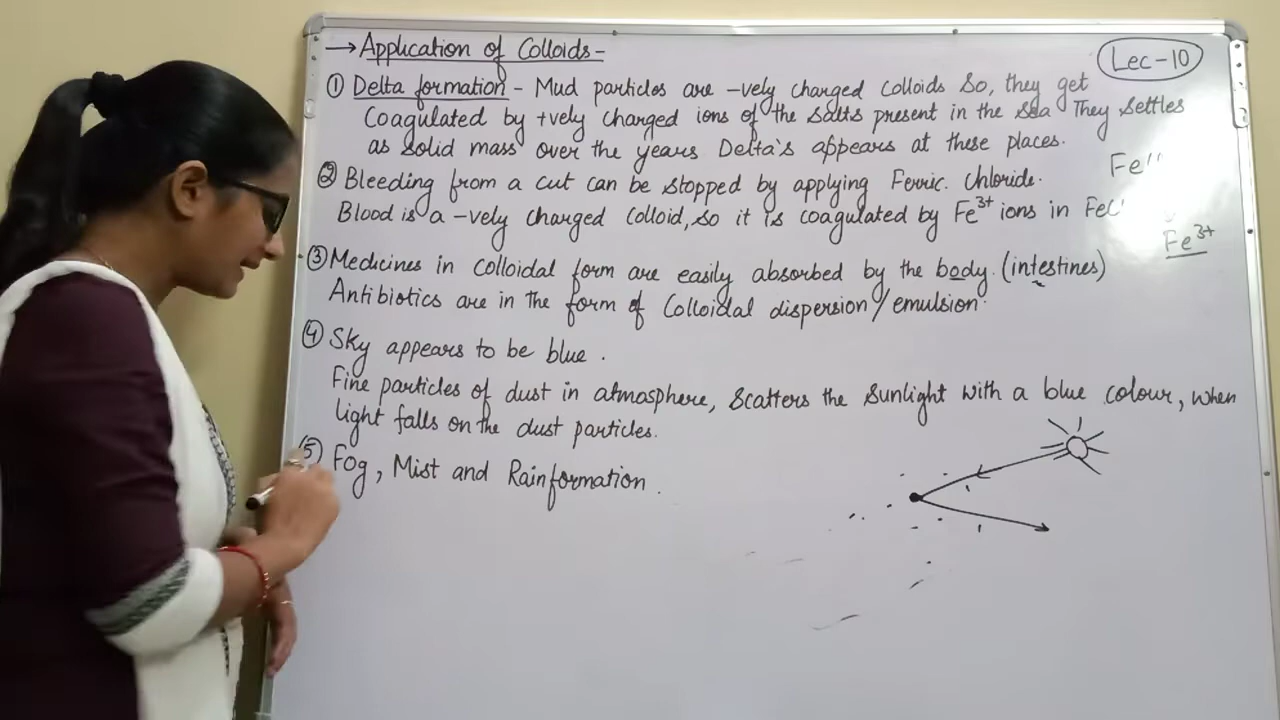 → Application of Colloids-
Lec-10
① Delta formation - Mud particles are -vely charged colloids So, they get
Coagulated by +vely charged ions of the Salts present in the sea They Settles
as solid mass over the years Delta's appears at these places.
② Bleeding from a cut can be stopped by applying Ferric. Chloride.
Blood is a -vely charged Colloid, so it is coagulated by Fe³⁺ ions in FeCl
Fe
Fe³⁺
③ Medicines in colloidal form are easily absorbed by the body. (intestines)
Antibiotics are in the form of Colloidal dispersion/emulsion.
④ Sky appears to be blue.
Fine particles of dust in atmosphere, Scatters the Sunlight with a blue colour, when
light falls on the dust particles.
⑤ Fog, Mist and Rainformation.